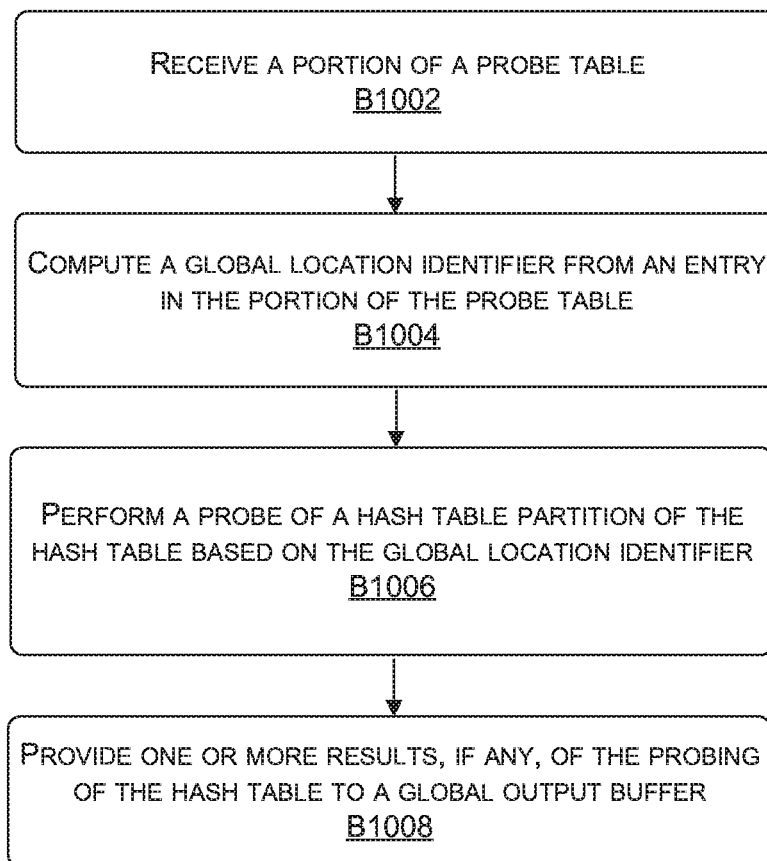 RECEIVE A PORTION OF A PROBE TABLE
B1002
COMPUTE A GLOBAL LOCATION IDENTIFIER FROM AN ENTRY
IN THE PORTION OF THE PROBE TABLE
B1004
PERFORM A PROBE OF A HASH TABLE PARTITION OF THE
HASH TABLE BASED ON THE GLOBAL LOCATION IDENTIFIER
B1006
PROVIDE ONE OR MORE RESULTS, IF ANY, OF THE PROBING
OF THE HASH TABLE TO A GLOBAL OUTPUT BUFFER
B1008